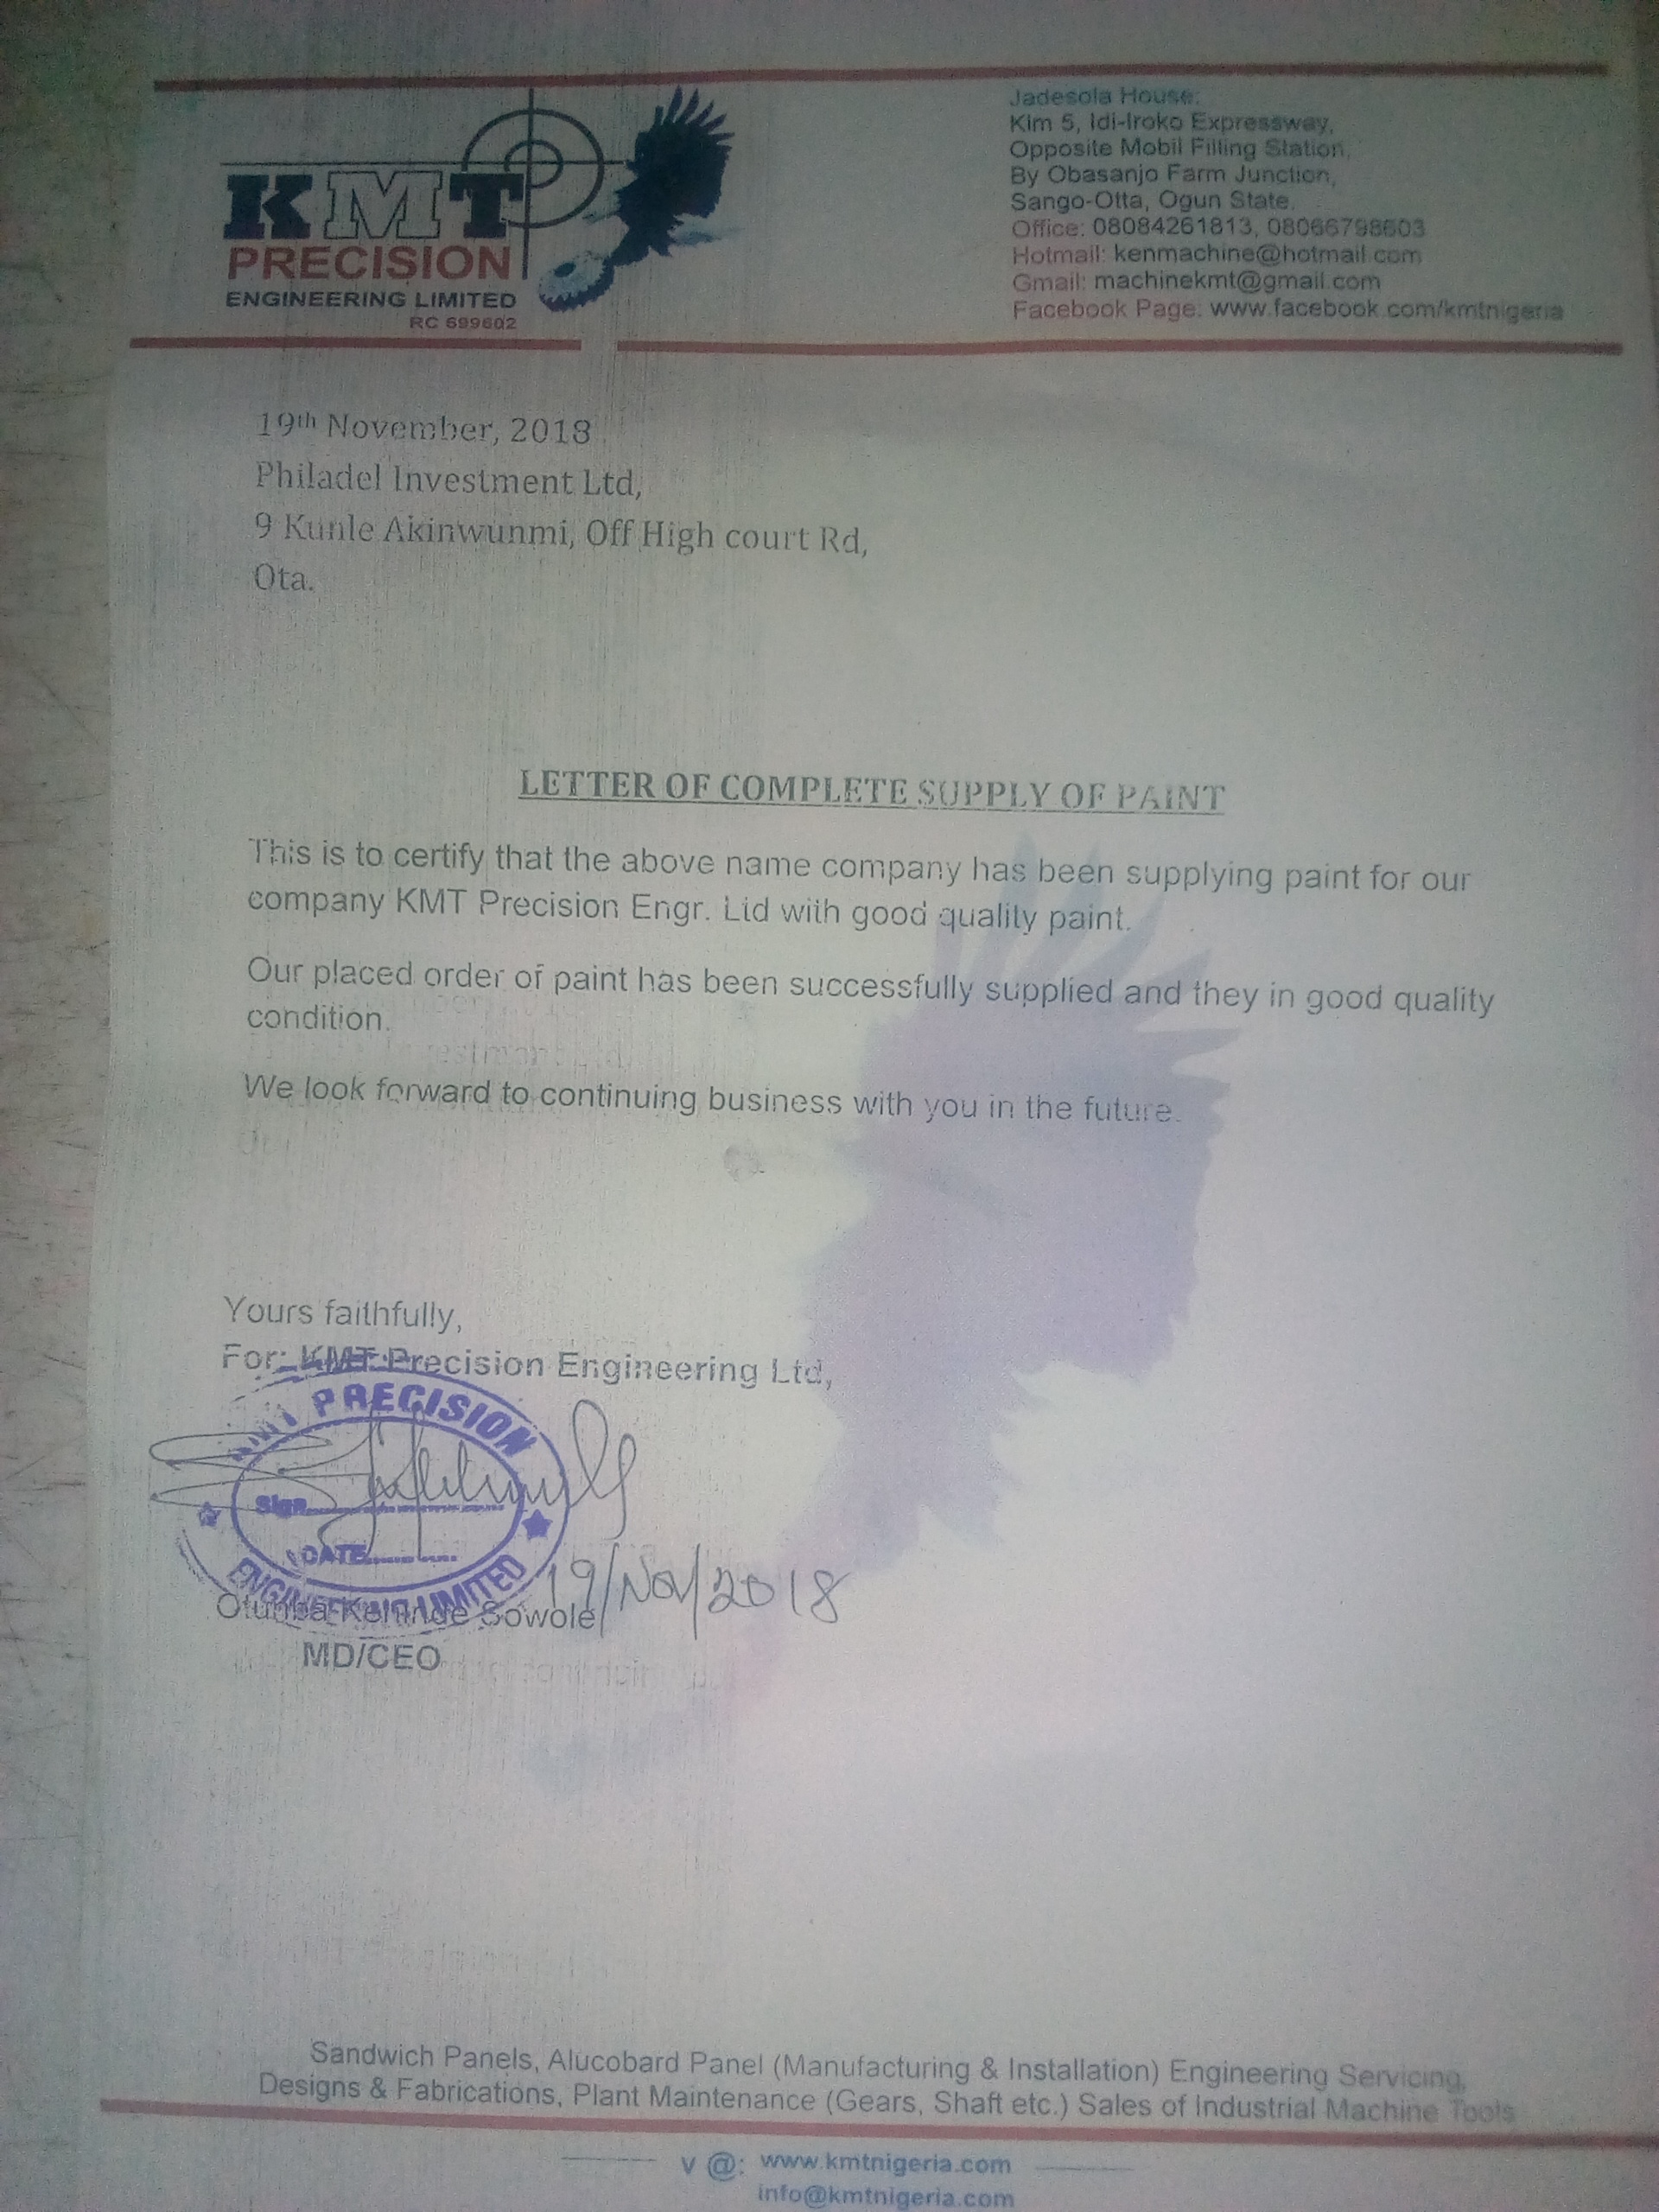 KMT
PRECISION
ENGINEERING LIMITED
RC 699602
Jadesola House:
Klm 5, Idi-Iroko Expressway,
Opposite Mobil Filling Station,
By Obasanjo Farm Junction,
Sango-Otta, Ogun State.
Office: 08084261813, 08066798603
Hotmail: kenmachine@hotmail.com
Gmail: machinekmt@gmail.com
Facebook Page: www.facebook.com/kmtnigeria
19th November, 2018
Philadel Investment Ltd,
9 Kunle Akinwunmi, Off High court Rd,
Ota.
LETTER OF COMPLETE SUPPLY OF PAINT
This is to certify that the above name company has been supplying paint for our
company KMT Precision Engr. Ltd with good quality paint.
Our placed order of paint has been successfully supplied and they in good quality
condition.
We look forward to continuing business with you in the future.
Yours faithfully,
For: KMT Precision Engineering Ltd,
KMT PRECISION
Sign
DATE
ENGINEERING LIMITED
19/Nov/2018
Otunba Kehinde Sowole
MD/CEO
Sandwich Panels, Alucobard Panel (Manufacturing & Installation) Engineering Servicing,
Designs & Fabrications, Plant Maintenance (Gears, Shaft etc.) Sales of Industrial Machine Tools
v @: www.kmtnigeria.com
info@kmtnigeria.com